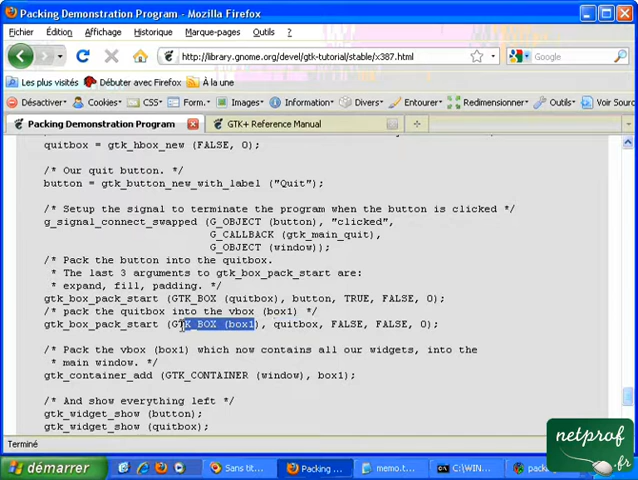 Packing Demonstration Program - Mozilla Firefox
Fichier Édition Affichage Historique Marque-pages Outils ?
http://library.gnome.org/devel/gtk-tutorial/stable/x387.html
Google
Les plus visités Débuter avec Firefox À la une
Désactiver Cookies CSS Form. Images Information Divers Entourer Redimensionner Outils Voir Source
Packing Demonstration Program GTK+ Reference Manual
quitbox = gtk_hbox_new (FALSE, 0);
/* Our quit button. */
button = gtk_button_new_with_label ("Quit");
/* Setup the signal to terminate the program when the button is clicked */
g_signal_connect_swapped (G_OBJECT (button), "clicked",
G_CALLBACK (gtk_main_quit),
G_OBJECT (window));
/* Pack the button into the quitbox.
* The last 3 arguments to gtk_box_pack_start are:
* expand, fill, padding. */
gtk_box_pack_start (GTK_BOX (quitbox), button, TRUE, FALSE, 0);
/* pack the quitbox into the vbox (box1) */
gtk_box_pack_start (GTK_BOX (box1), quitbox, FALSE, FALSE, 0);
/* Pack the vbox (box1) which now contains all our widgets, into the
* main window. */
gtk_container_add (GTK_CONTAINER (window), box1);
/* And show everything left */
gtk_widget_show (button);
gtk_widget_show (quitbox);
Terminé
netprof
.fr
démarrer Sans tit... Packing ... memo.t... C:\WIN...